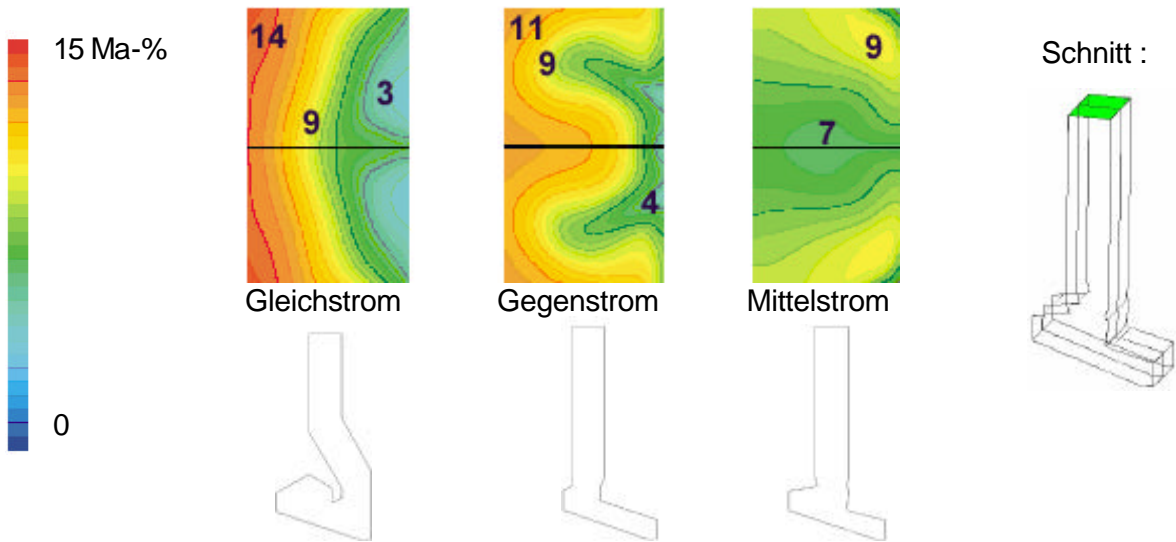 15 Ma-%
0
14
9
3
Gleichstrom
11
9
4
Gegenstrom
9
7
Mittelstrom
Schnitt :